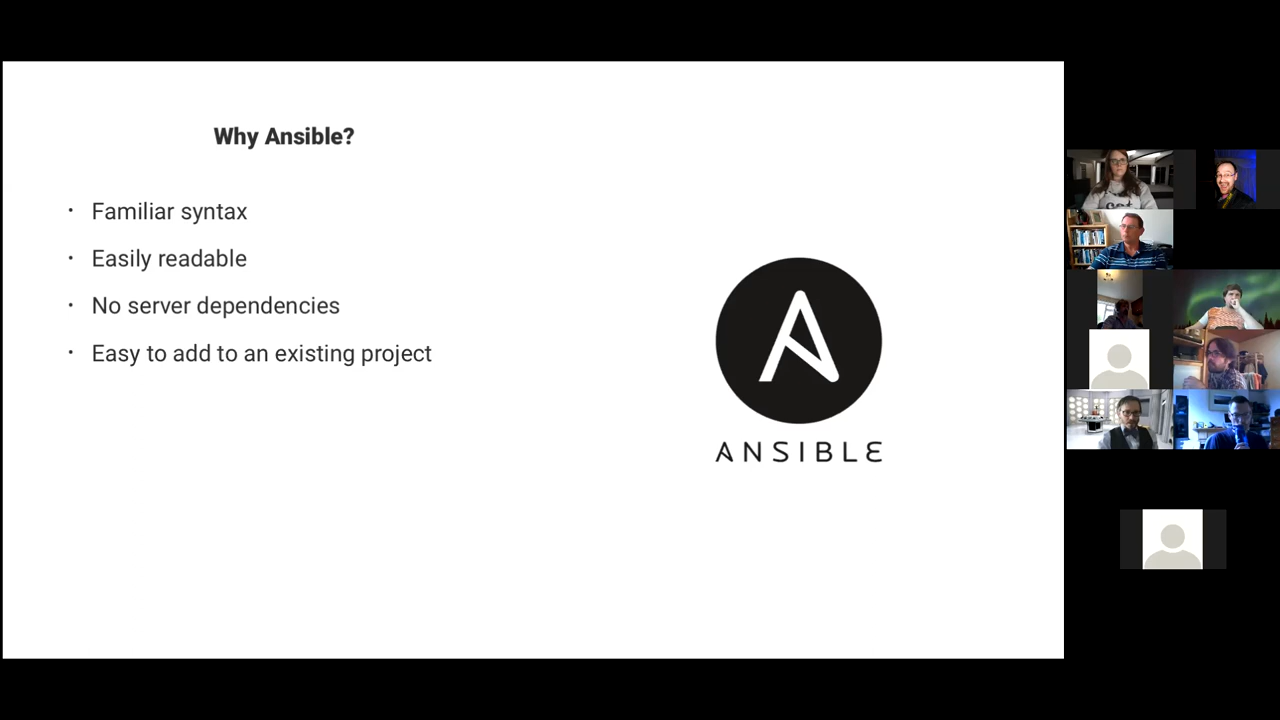 Why Ansible?
• Familiar syntax
• Easily readable
• No server dependencies
• Easy to add to an existing project
ANSIBLE